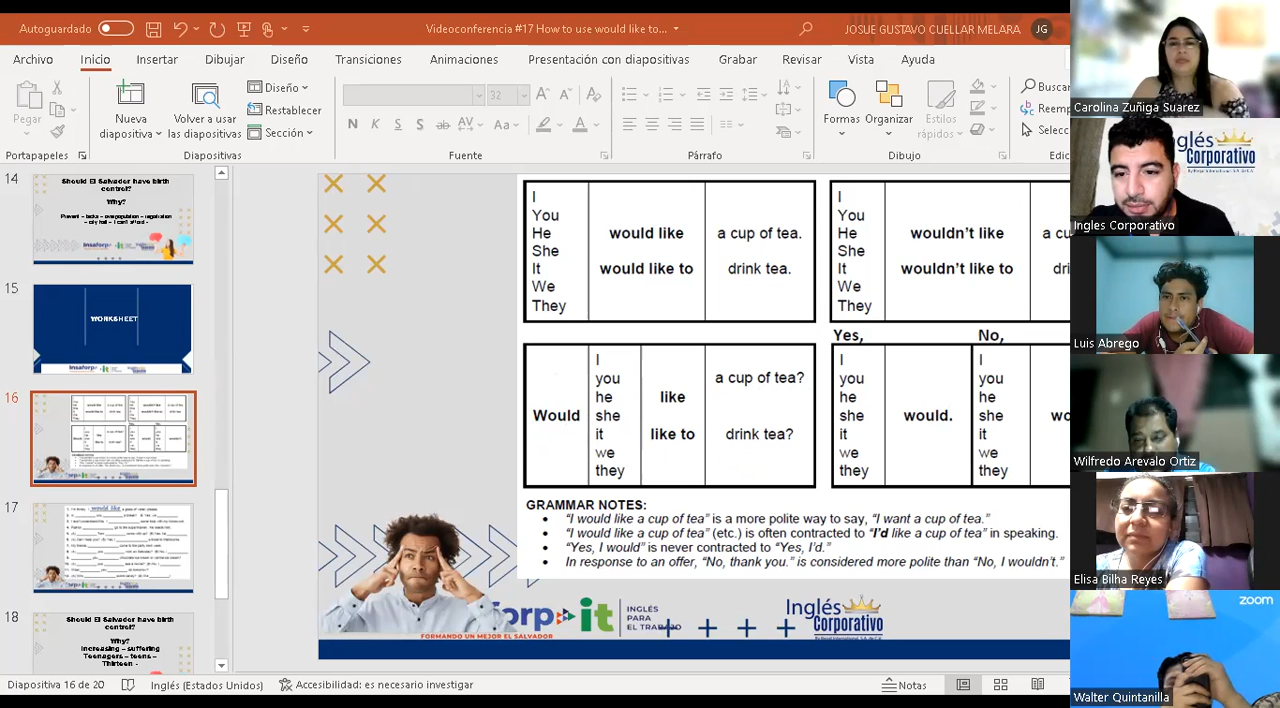 Autoguardado
Videoconferencia #17 How to use would like to...
JOSUE GUSTAVO CUELLAR MELARA
JG
Archivo Inicio Insertar Dibujar Diseño Transiciones Animaciones Presentación con diapositivas Grabar Revisar Vista Ayuda
Pegar
Nueva
diapositiva
Volver a usar
las diapositivas
Diseño
Restablecer
Sección
32
N K S S Aa
Formas
Organizar
Estilos
rápidos
Buscar
Portapapeles
Diapositivas
Fuente
Párrafo
Dibujo
14
Should El Salvador have birth
control?
Why?
15
WORKSHEET
16
17
18
Should El Salvador have birth
control?
Why?
Increasing – suffering
Teenagers – teens –
Thirteen -
I
You
He
She
It
We
They
would like
would like to
a cup of tea.
drink tea.
I
You
He
She
It
We
They
wouldn't like
wouldn't like to
Yes,
No,
Would
I
you
he
she
it
we
they
like
like to
a cup of tea?
drink tea?
I
you
he
she
it
we
they
would.
I
you
he
she
it
we
they
GRAMMAR NOTES:
• "I would like a cup of tea" is a more polite way to say, "I want a cup of tea."
• "I would like a cup of tea" (etc.) is often contracted to "I'd like a cup of tea" in speaking.
• "Yes, I would" is never contracted to "Yes, I'd."
• In response to an offer, "No, thank you." is considered more polite than "No, I wouldn't."
forp it
INGLÉS
PARA
EL TRABAJO
FORMANDO UN MEJOR EL SALVADOR
Inglés
Corporativo
Diapositiva 16 de 20
Inglés (Estados Unidos)
Accesibilidad: es necesario investigar
Notas
Carolina Zuñiga Suarez
glés
Corporativo
Ingles Corporativo
Luis Abrego
Wilfredo Arevalo Ortiz
Elisa Bilha Reyes
zoom
Walter Quintanilla